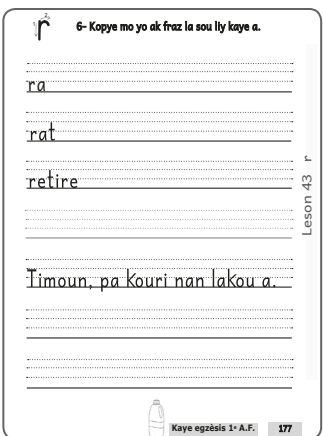 r
6- Kopye mo yo ak fraz la sou liy kaye a.
ra
rat
retire
Timoun, pa kouri nan lakou a.
Leson 43 r
Kaye egzèsis 1e A.F. 177